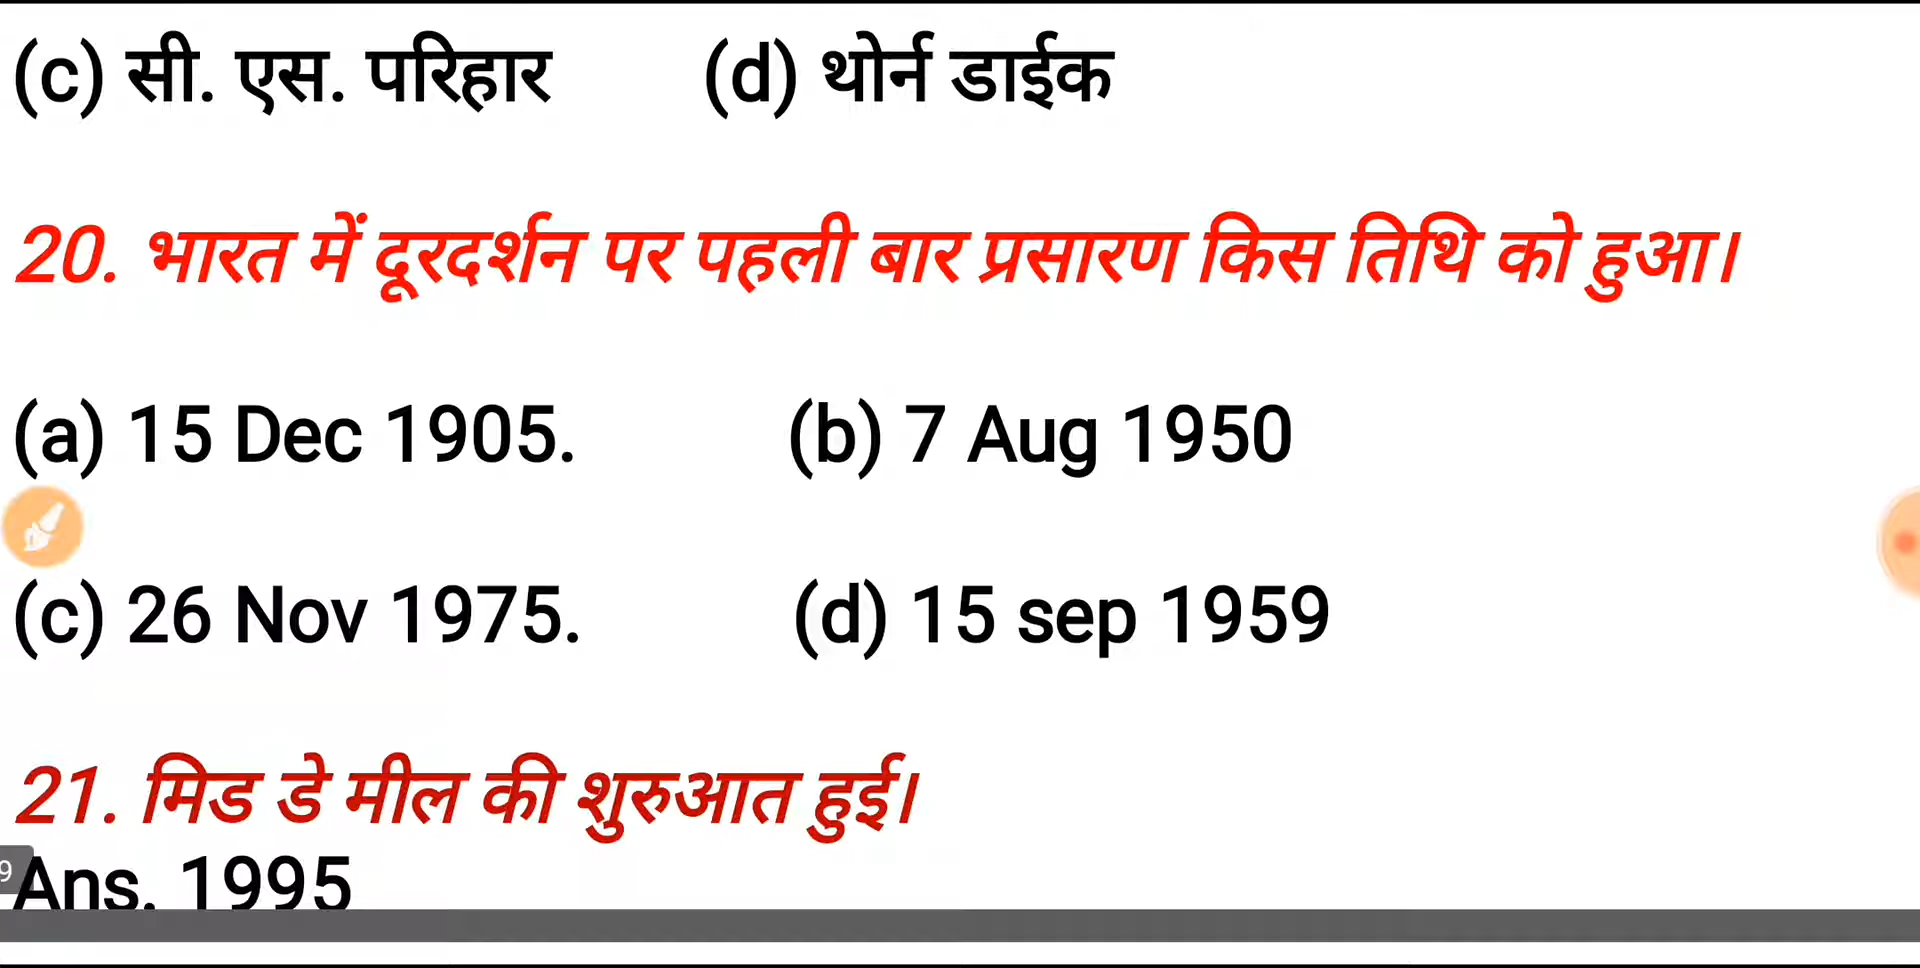 (c) सी. एस. परिहार (d) थोर्न डाईक
20. भारत में दूरदर्शन पर पहली बार प्रसारण किस तिथि को हुआ।
(a) 15 Dec 1905. (b) 7 Aug 1950
(c) 26 Nov 1975. (d) 15 sep 1959
21. मिड डे मील की शुरुआत हुई।
9
Ans. 1995